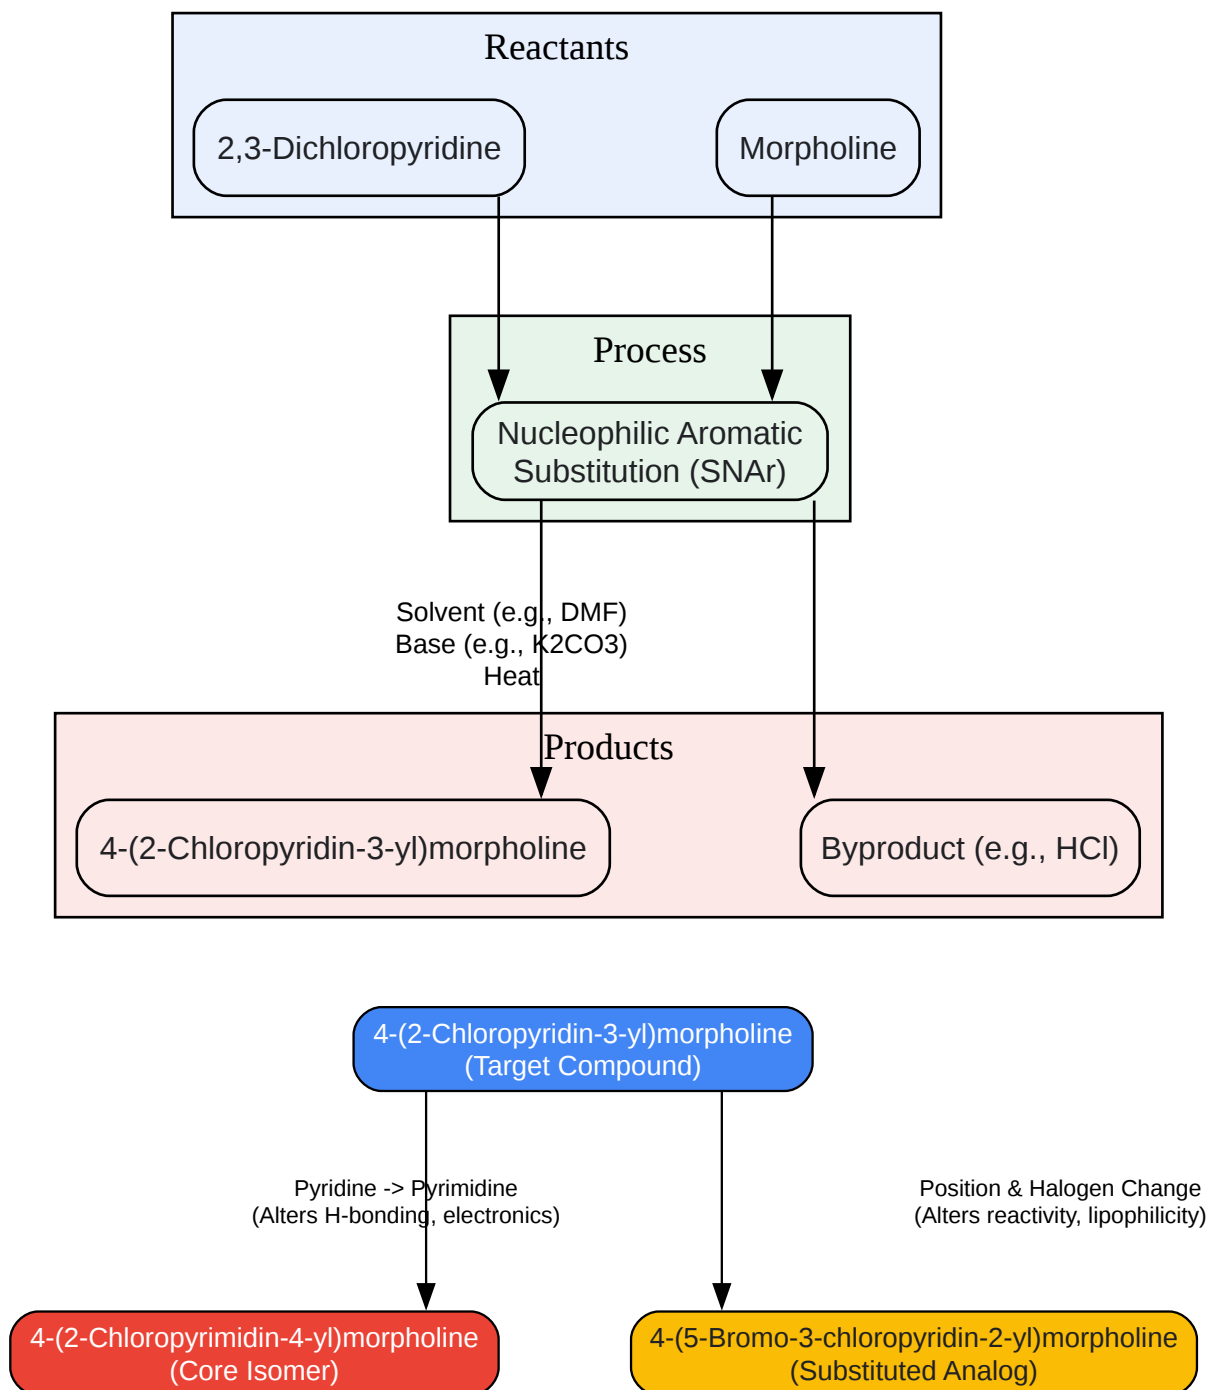 Reactants
2,3-Dichloropyridine
Morpholine
Process
Nucleophilic Aromatic
Substitution (SNAr)
Solvent (e.g., DMF)
Base (e.g., K2CO3)
Heat
Products
4-(2-Chloropyridin-3-yl)morpholine
Byproduct (e.g., HCl)
4-(2-Chloropyridin-3-yl)morpholine
(Target Compound)
Pyridine -> Pyrimidine
(Alters H-bonding, electronics)
Position & Halogen Change
(Alters reactivity, lipophilicity)
4-(2-Chloropyrimidin-4-yl)morpholine
(Core Isomer)
4-(5-Bromo-3-chloropyridin-2-yl)morpholine
(Substituted Analog)